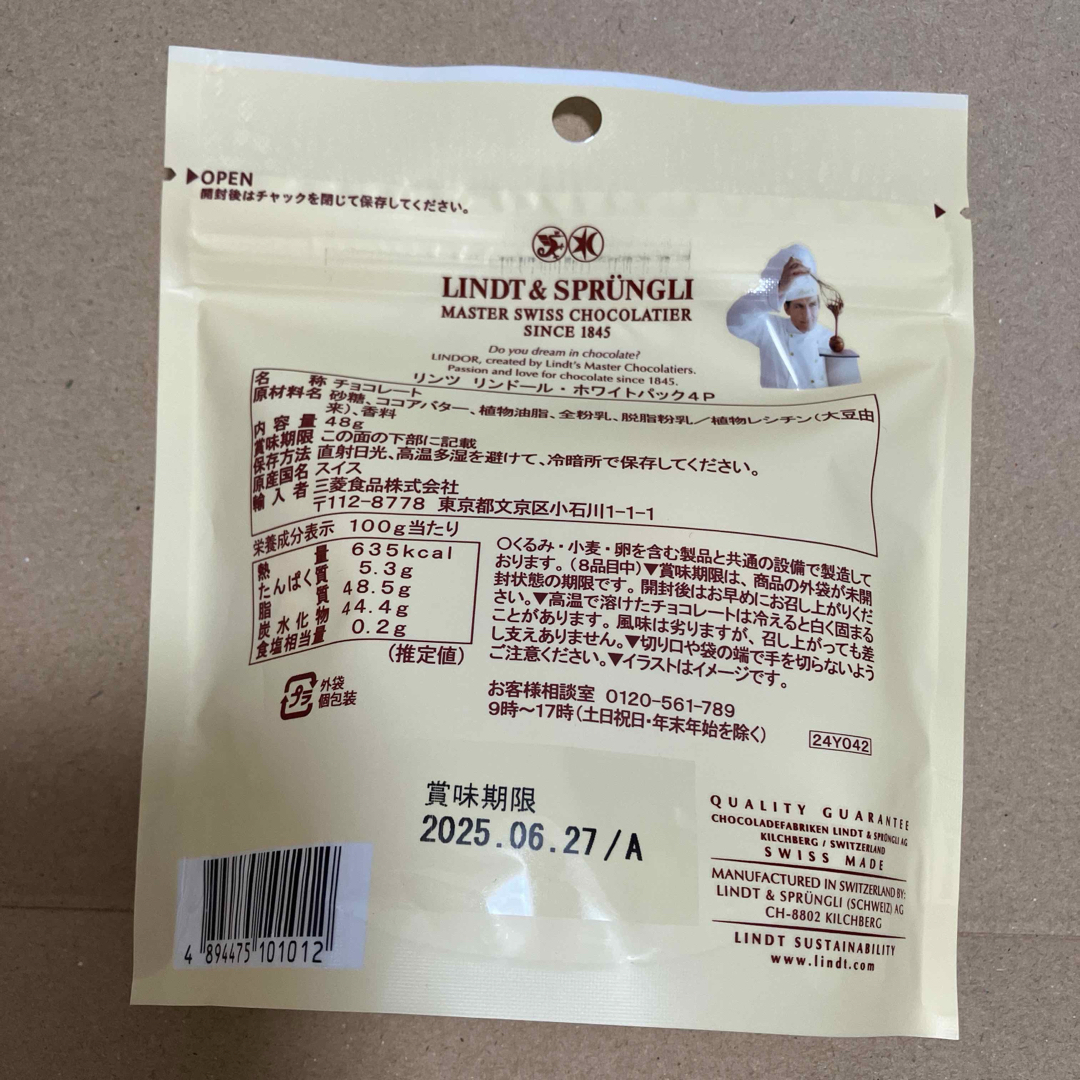 ▶OPEN
開封後はチャックを閉じて保存してください。
LINDT & SPRÜNGLI
MASTER SWISS CHOCOLATIER
SINCE 1845
Do you dream in chocolate?
LINDOR, created by Lindt's Master Chocolatiers.
Passion and love for chocolate since 1845.
リンツ リンドール・ホワイトパック4P
名称 チョコレート
原材料名 砂糖、ココアバター、植物油脂、全粉乳、脱脂粉乳／植物レシチン（大豆由
来）、香料
内容量 48g
賞味期限 この面の下部に記載
保存方法 直射日光、高温多湿を避けて、冷暗所で保存してください。
原産国名 スイス
輸入者 三菱食品株式会社
〒112-8778 東京都文京区小石川1-1-1
栄養成分表示 100g当たり
熱量 635kcal
たんぱく質 5.3g
脂質 48.5g
炭水化物 44.4g
食塩相当量 0.2g
(推定値)
プラ 外袋
個包装
○くるみ・小麦・卵を含む製品と共通の設備で製造して
おります。（8品目中）▼賞味期限は、商品の外袋が未開
封状態の期限です。開封後はお早めにお召し上がりくだ
さい。▼高温で溶けたチョコレートは冷えると白く固まる
ことがあります。風味は劣りますが、召し上がっても差
し支えありません。▼切り口や袋の端で手を切らないよう
ご注意ください。▼イラストはイメージです。
お客様相談室 0120-561-789
9時～17時（土日祝日・年末年始を除く）
24Y042
賞味期限
2025.06.27/A
QUALITY GUARANTEE
CHOCOLADEFABRIKEN LINDT & SPRÜNGLI AG
KILCHBERG / SWITZERLAND
SWISS MADE
MANUFACTURED IN SWITZERLAND BY:
LINDT & SPRÜNGLI (SCHWEIZ) AG
CH-8802 KILCHBERG
LINDT SUSTAINABILITY
www.lindt.com
4 894475 101012